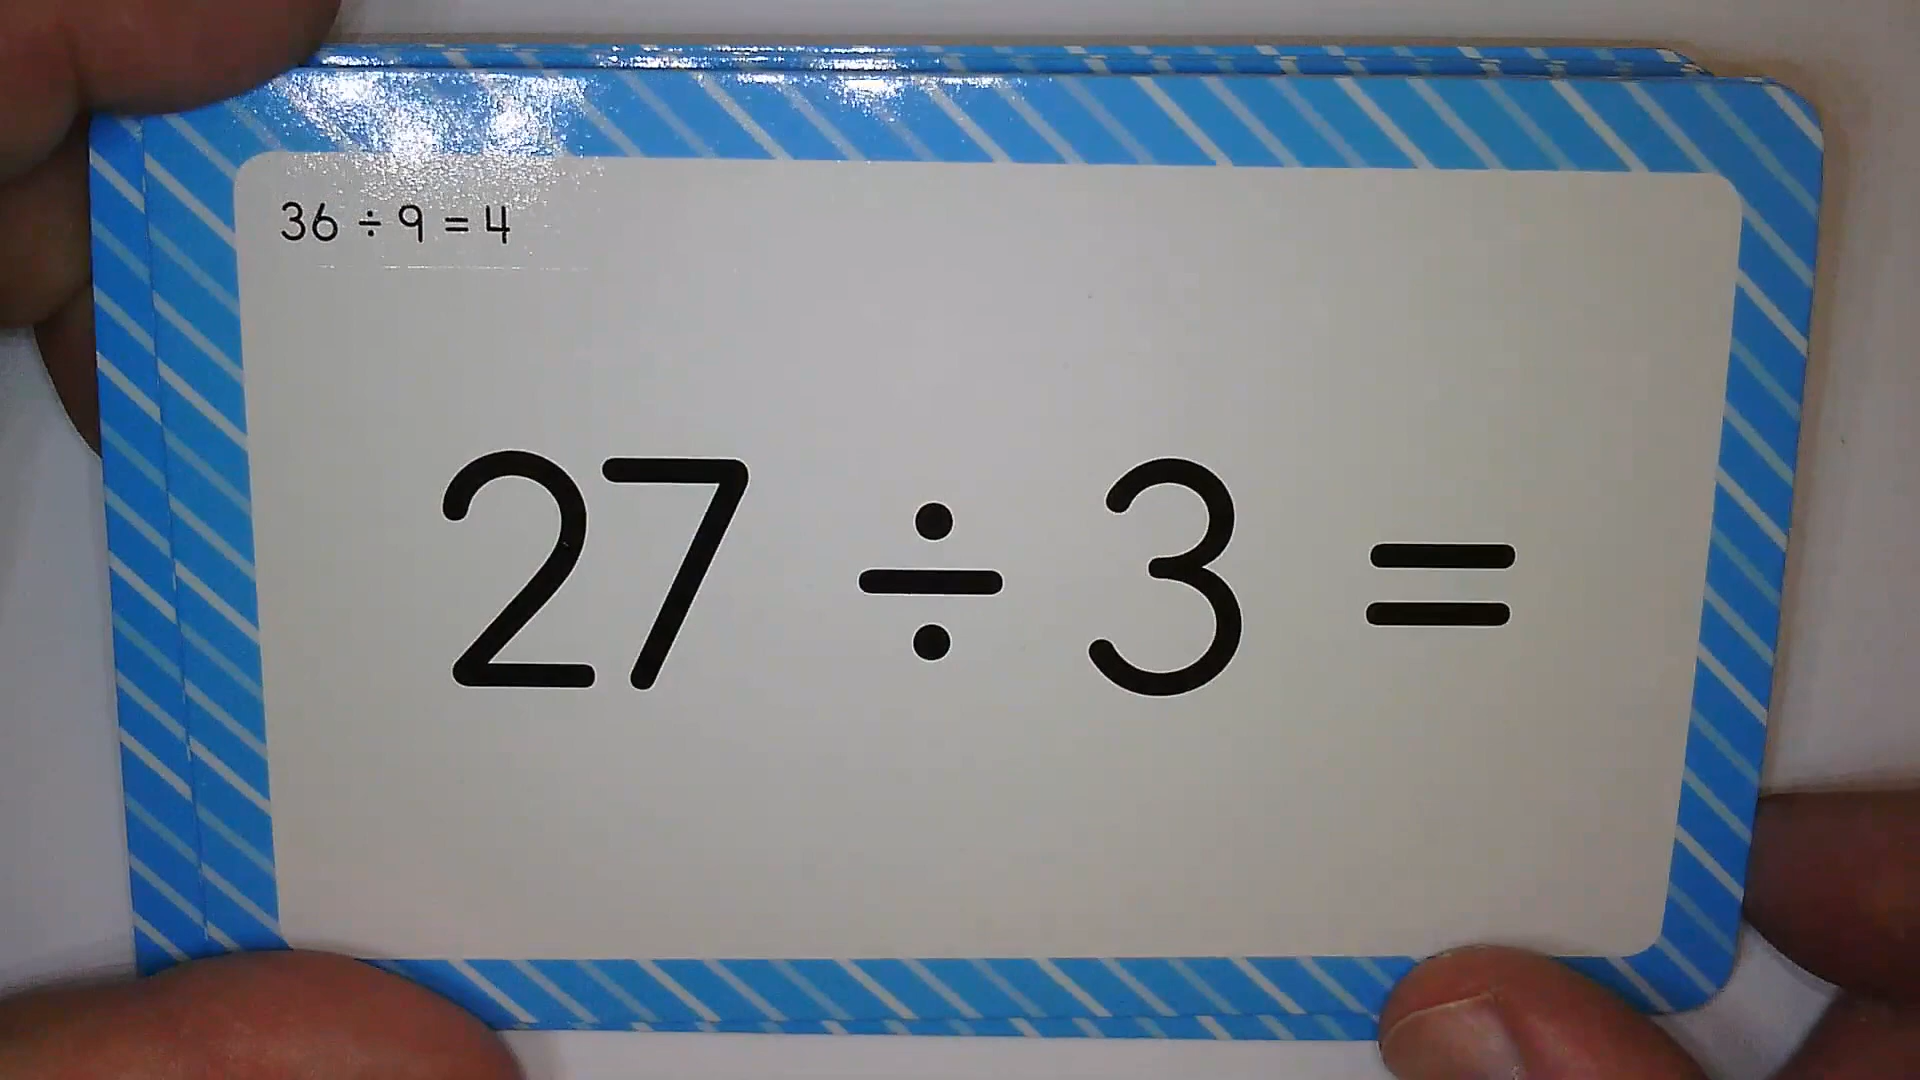 36 ÷ 9 = 4
27 ÷ 3 =